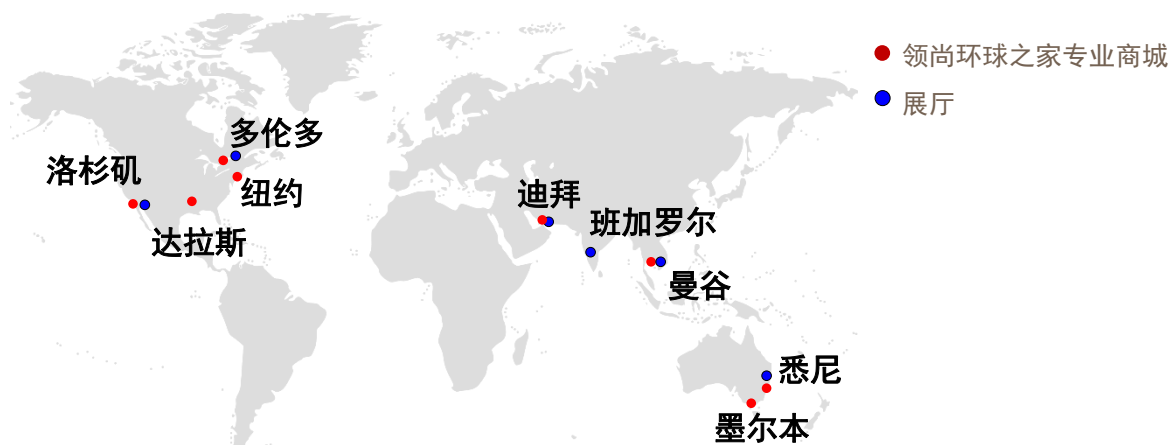 领尚环球之家专业商城
展厅
多伦多
洛杉矶
纽约
迪拜
班加罗尔
达拉斯
曼谷
悉尼
墨尔本